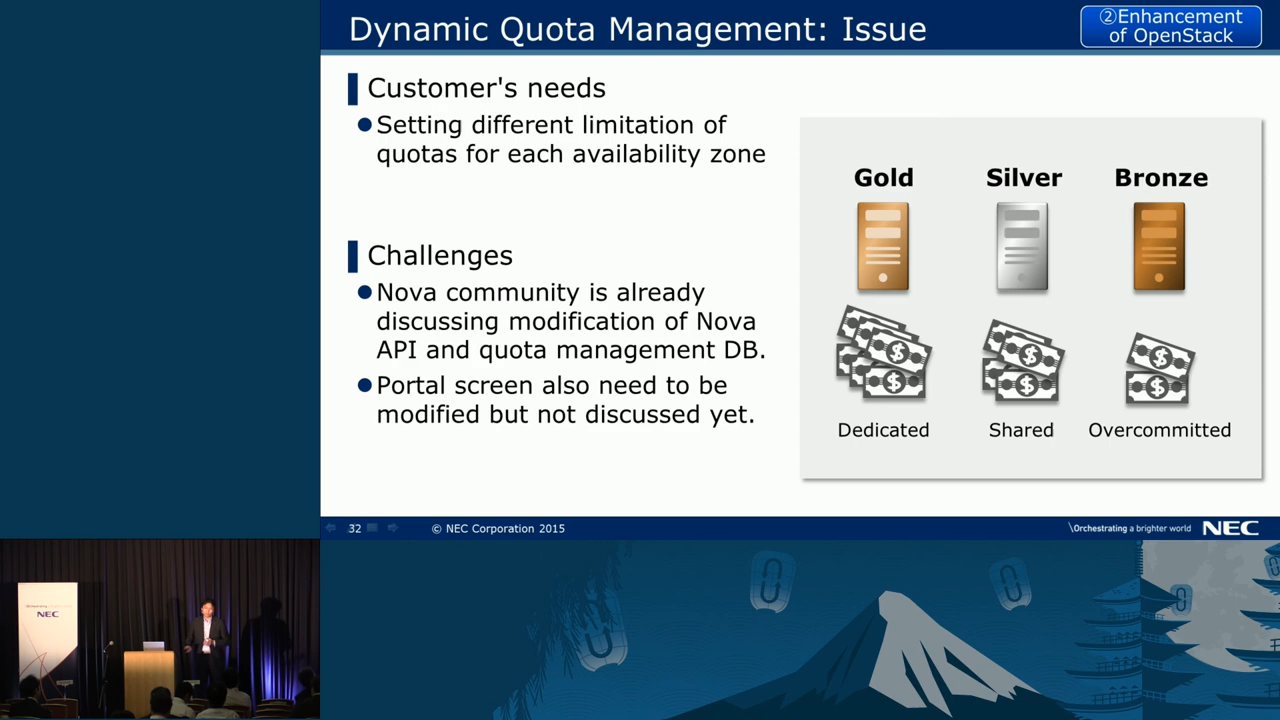 Dynamic Quota Management: Issue
②Enhancement
of OpenStack
Customer's needs
Setting different limitation of
quotas for each availability zone
Challenges
Nova community is already
discussing modification of Nova
API and quota management DB.
Portal screen also need to be
modified but not discussed yet.
Gold
Silver
Bronze
$
$
$
$
$
$
Dedicated
Shared
Overcommitted
32
© NEC Corporation 2015
\Orchestrating a brighter world
NEC
NEC